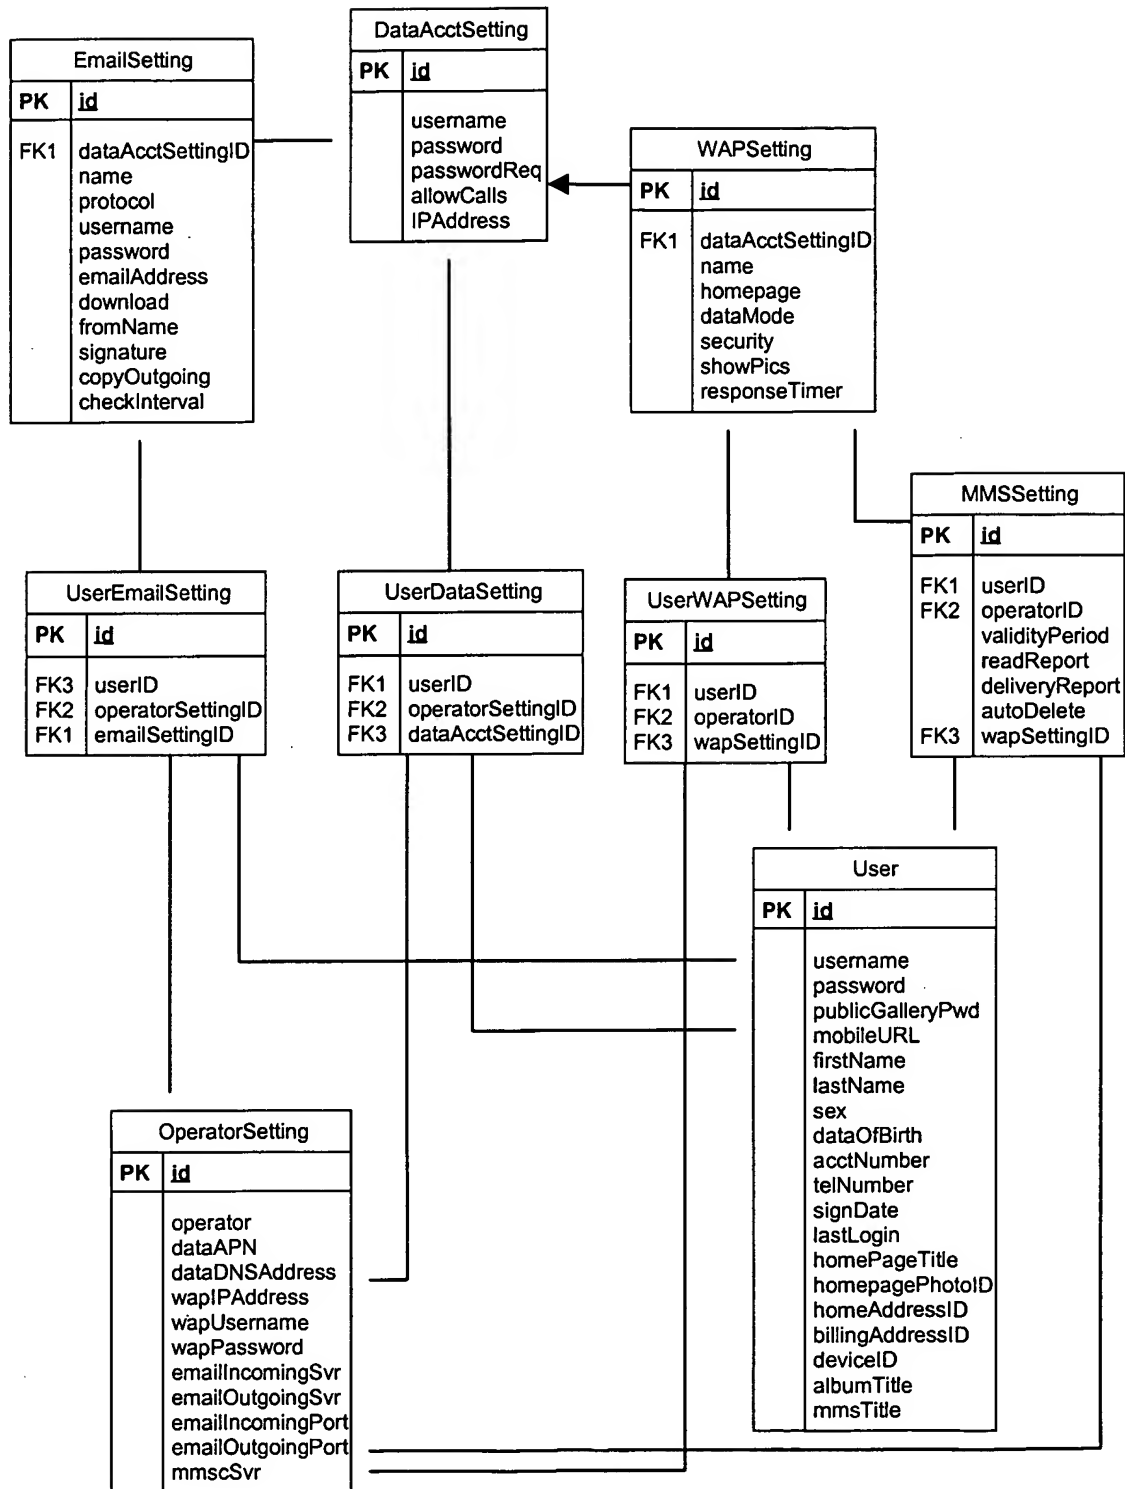 DataAcctSetting
PK id
username
password
passwordReq
allowCalls
IPAddress
EmailSetting
PK id
FK1 dataAcctSettingID
name
protocol
username
password
emailAddress
download
fromName
signature
copyOutgoing
checkInterval
WAPSetting
PK id
FK1 dataAcctSettingID
name
homepage
dataMode
security
showPics
responseTimer
MMSSetting
PK id
FK1 userID
FK2 operatorID
validityPeriod
readReport
deliveryReport
autoDelete
FK3 wapSettingID
UserEmailSetting
PK id
FK3 userID
FK2 operatorSettingID
FK1 emailSettingID
UserDataSetting
PK id
FK1 userID
FK2 operatorSettingID
FK3 dataAcctSettingID
UserWAPSetting
PK id
FK1 userID
FK2 operatorID
FK3 wapSettingID
User
PK id
username
password
publicGalleryPwd
mobileURL
firstName
lastName
sex
dataOfBirth
acctNumber
telNumber
signDate
lastLogin
homePageTitle
homepagePhotoID
homeAddressID
billingAddressID
deviceID
albumTitle
mmsTitle
OperatorSetting
PK id
operator
dataAPN
dataDNSAddress
wapIPAddress
wapUsername
wapPassword
emailIncomingSvr
emailOutgoingSvr
emailIncomingPort
emailOutgoingPort
mmscSvr